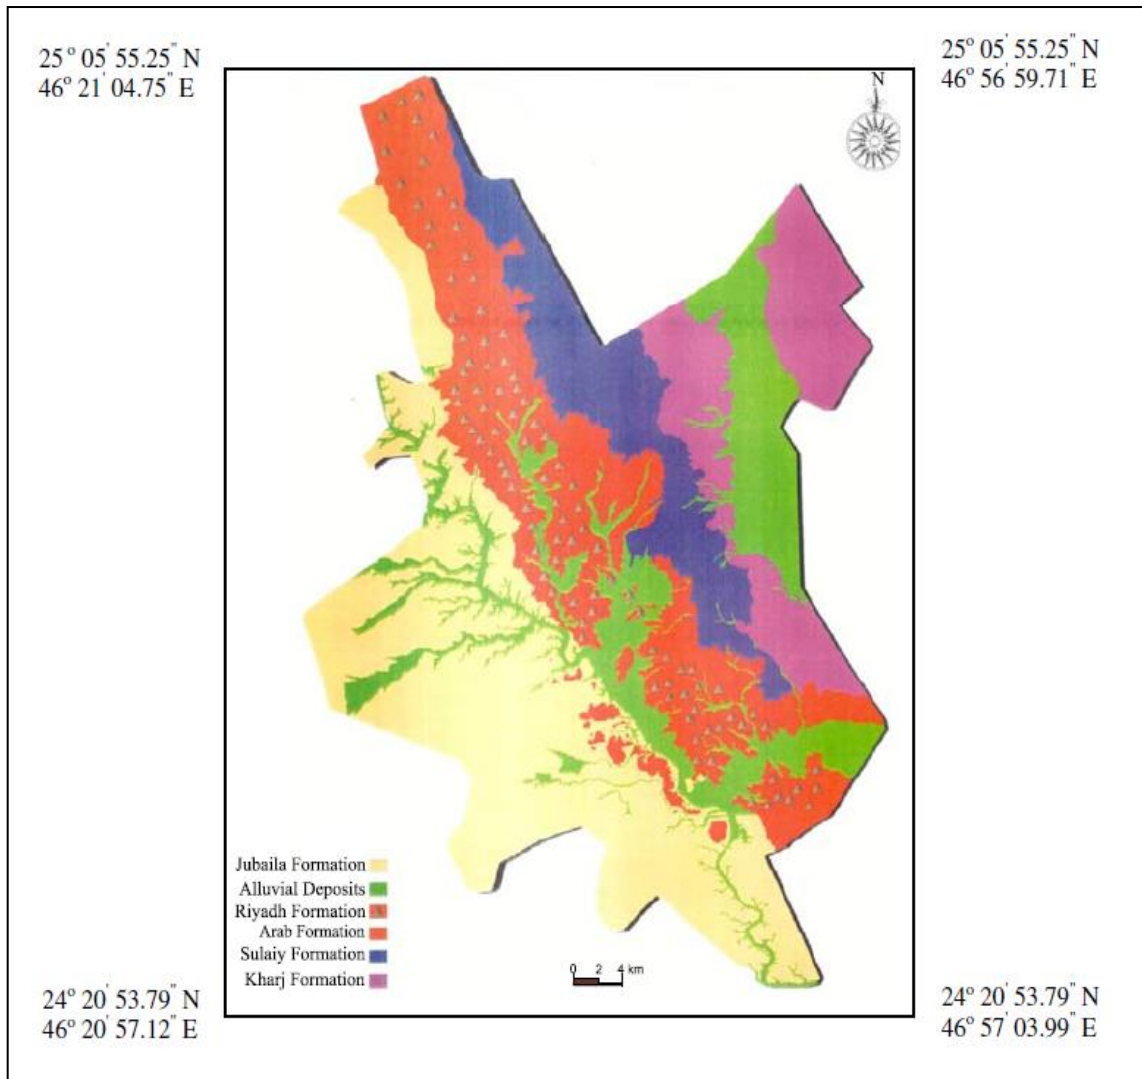 25° 05' 55.25" N
46° 21' 04.75" E
25° 05' 55.25" N
46° 56' 59.71" E
N
Jubaila Formation
Alluvial Deposits
Riyadh Formation
Arab Formation
Sulaiy Formation
Kharj Formation
0 2 4 km
24° 20' 53.79" N
46° 20' 57.12" E
24° 20' 53.79" N
46° 57' 03.99" E